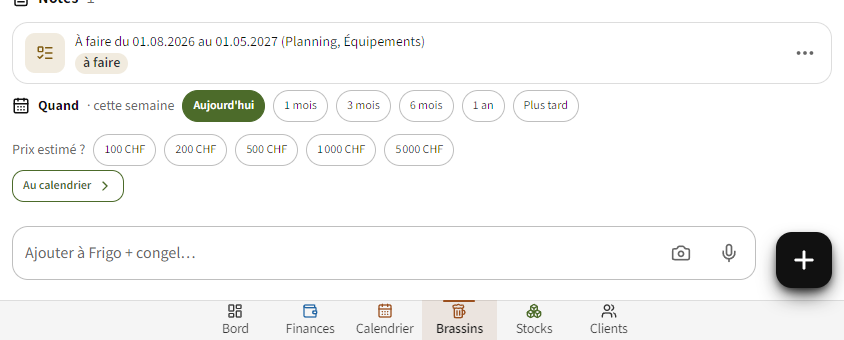 Notes 1
À faire du 01.08.2026 au 01.05.2027 (Planning, Équipements)
à faire
Quand · cette semaine Aujourd'hui 1 mois 3 mois 6 mois 1 an Plus tard
Prix estimé ? 100 CHF 200 CHF 500 CHF 1 000 CHF 5 000 CHF
Au calendrier
Ajouter à Frigo + congel…
Bord Finances Calendrier Brassins Stocks Clients